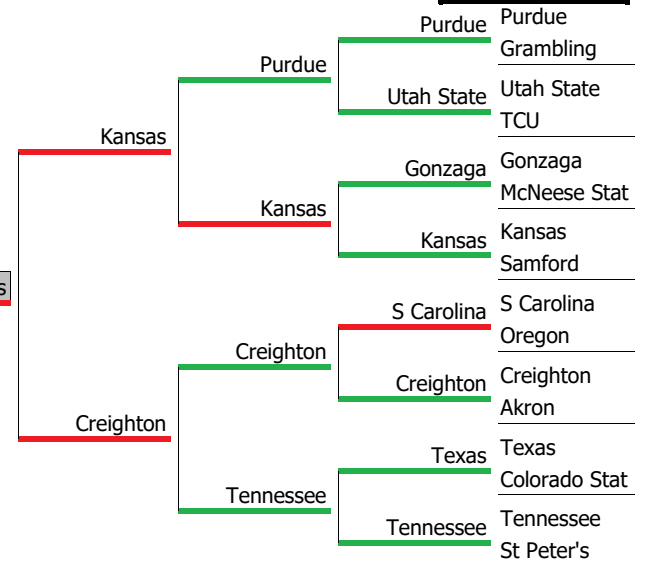 Purdue
Purdue
Grambling
Purdue
Utah State
Utah State
TCU
Kansas
Gonzaga
Gonzaga
McNeese Stat
Kansas
Kansas
Kansas
Samford
s
S Carolina
S Carolina
Oregon
Creighton
Creighton
Creighton
Akron
Creighton
Texas
Texas
Colorado Stat
Tennessee
Tennessee
Tennessee
St Peter's